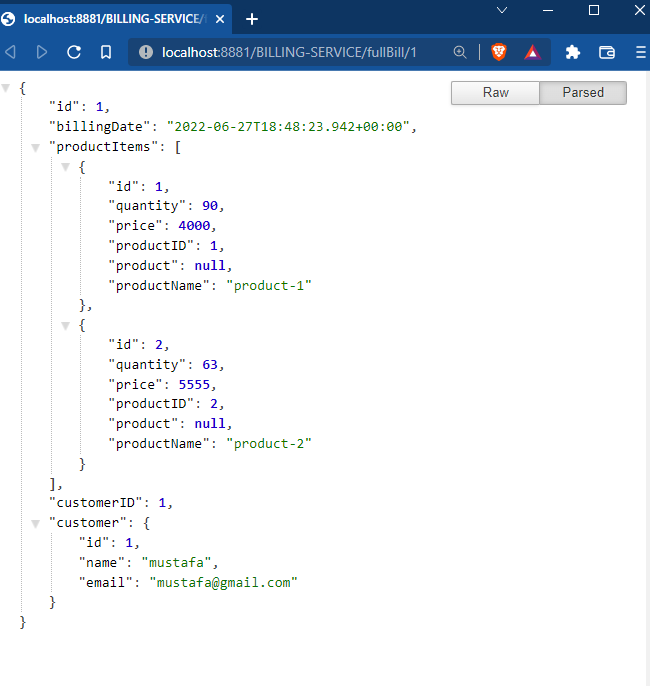 localhost:8881/BILLING-SERVICE/
localhost:8881/BILLING-SERVICE/fullBill/1
Raw
Parsed
{
"id": 1,
"billingDate": "2022-06-27T18:48:23.942+00:00",
"productItems": [
{
"id": 1,
"quantity": 90,
"price": 4000,
"productID": 1,
"product": null,
"productName": "product-1"
},
{
"id": 2,
"quantity": 63,
"price": 5555,
"productID": 2,
"product": null,
"productName": "product-2"
}
],
"customerID": 1,
"customer": {
"id": 1,
"name": "mustafa",
"email": "mustafa@gmail.com"
}
}